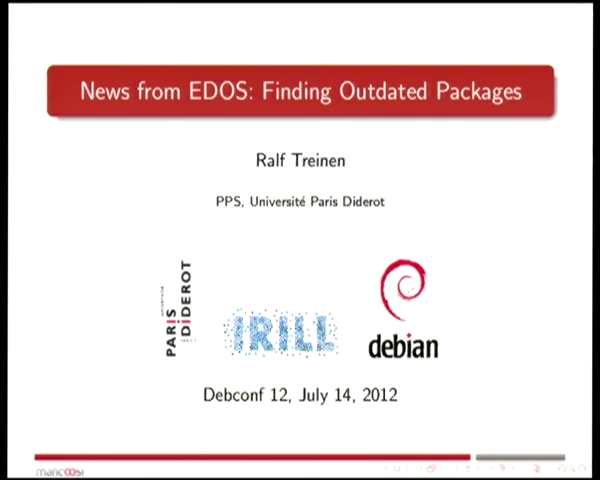 News from EDOS: Finding Outdated Packages
Ralf Treinen
PPS, Université Paris Diderot
PARIS
DIDEROT
IRILL
debian
Debconf 12, July 14, 2012
mancoosi